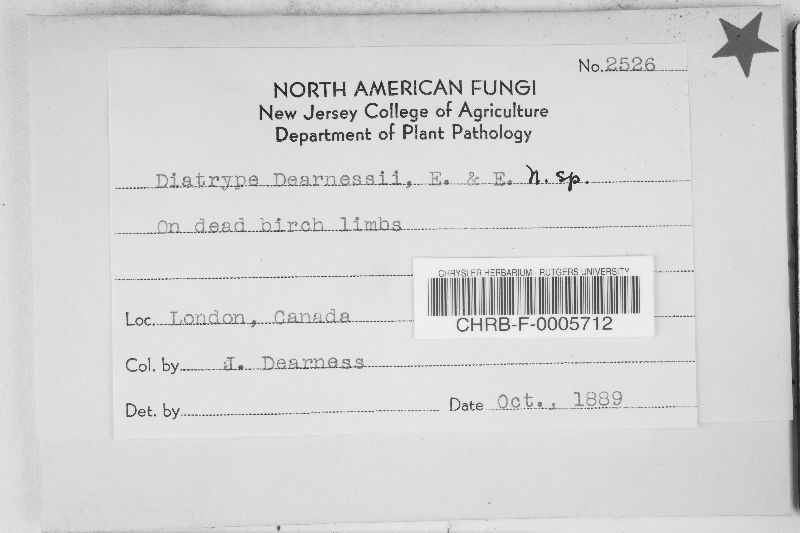 No. 2526
NORTH AMERICAN FUNGI
New Jersey College of Agriculture
Department of Plant Pathology
Diatrype Dearnessii, E. & E. n. sp.
On dead birch limbs
CHRYSLER HERBARIUM - RUTGERS UNIVERSITY
CHRB-F-0005712
Loc. London, Canada
Col. by J. Dearness
Det. by
Date Oct., 1889